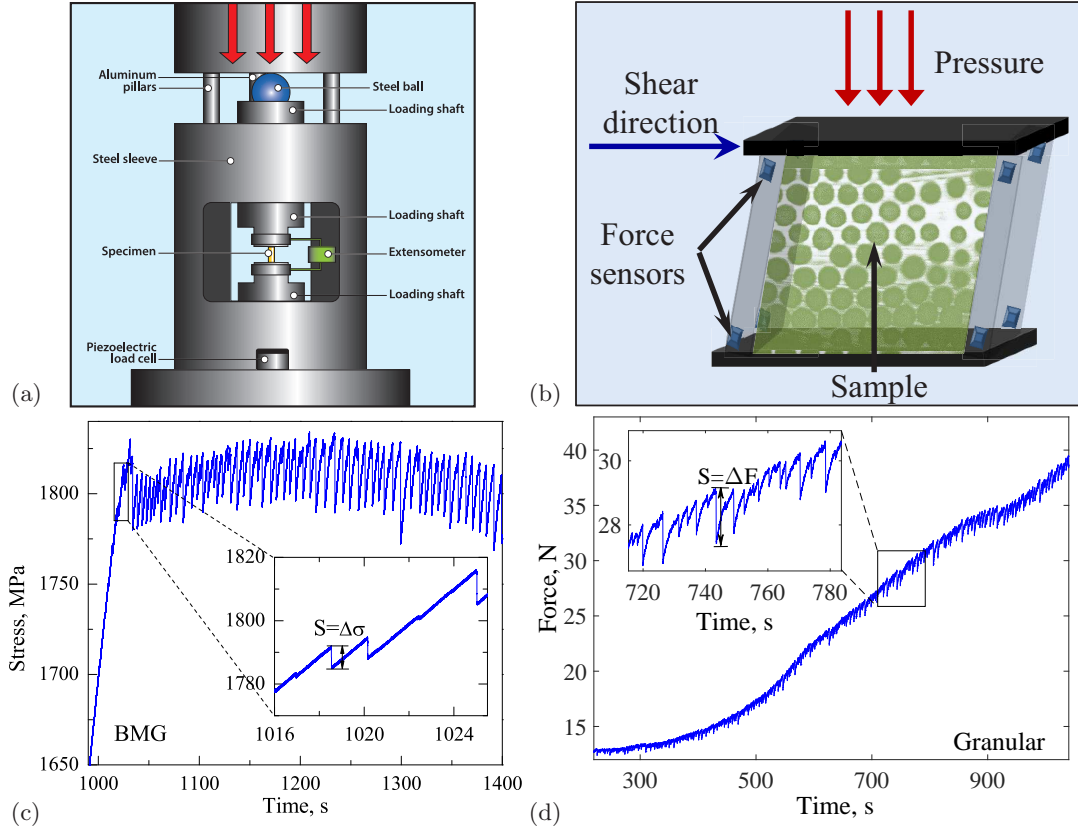 Aluminum
pillars
Steel ball
Loading shaft
Steel sleeve
Loading shaft
Specimen
Extensometer
Loading shaft
Piezoelectric
load cell
(a)
Pressure
Shear
direction
Force
sensors
Sample
(b)
1800
1750
1700
1650
Stress, MPa
1000
1100
1200
1300
1400
Time, s
BMG
1820
1800
1780
S=Δσ
1016
1020
1024
(c)
40
35
30
25
20
15
Force, N
300
500
700
900
Time, s
Granular
30
28
S=ΔF
720
740
760
780
Time, s
(d)